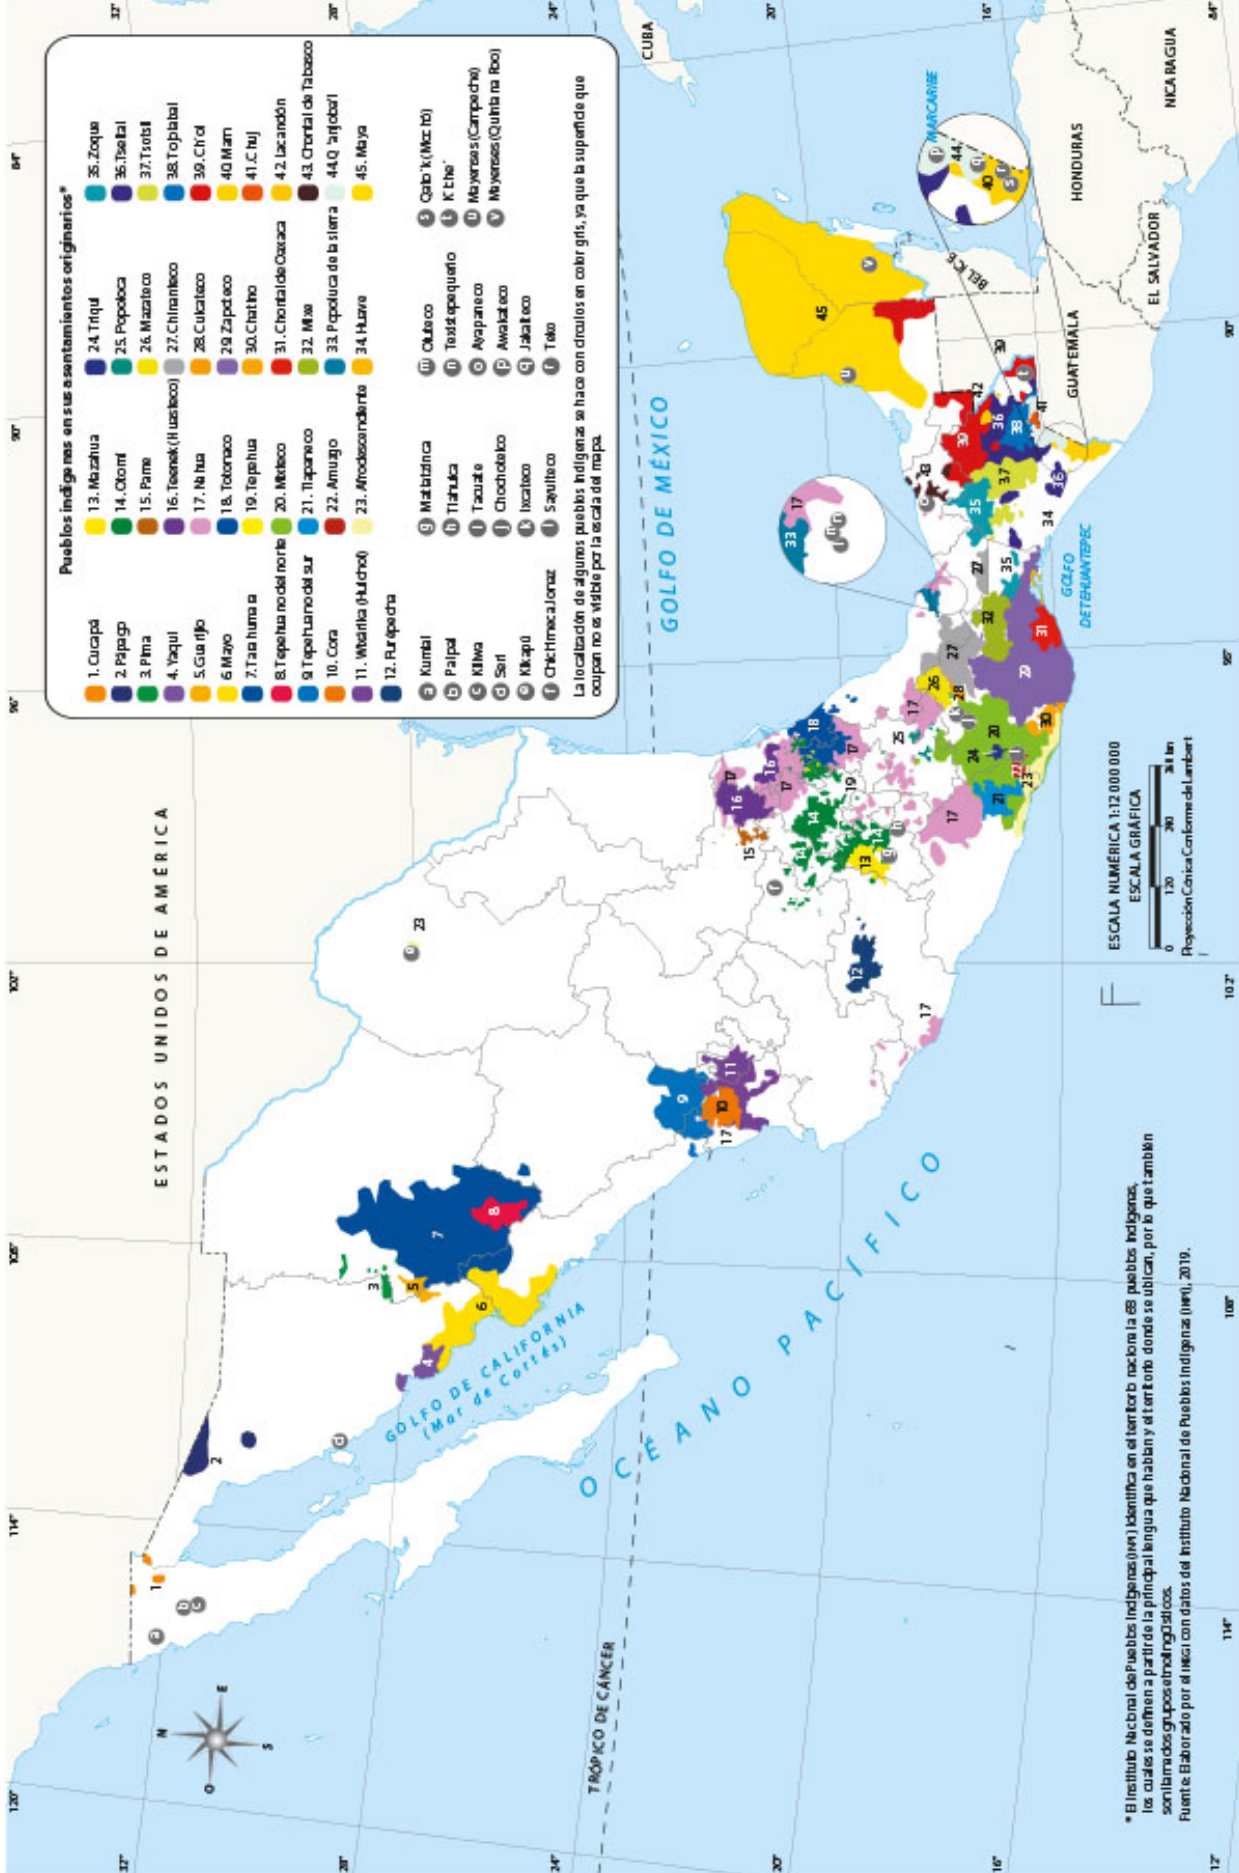 Pueblos indígenas en sus asentamientos originarios*
1. Cucapá
2. Pápago
3. Pima
4. Yaqui
5. Guarijío
6. Mayo
7. Tarahumara
8. Tepehuano del norte
9. Tepehuano del sur
10. Cora
11. Wixárika (Huichol)
12. Purépecha
13. Mazahua
14. Otomí
15. Pame
16. Teenek (Huasteco)
17. Nahua
18. Totonaco
19. Tepehua
20. Mixteco
21. Tlapaneco
22. Amuzgo
23. Afrodescendiente
24. Triqui
25. Popoloca
26. Mazateco
27. Chinanteco
28. Cuicateco
29. Zapoteco
30. Chatino
31. Chontal de Oaxaca
32. Mixe
33. Popoluca de la sierra
34. Huave
35. Zoque
36. Tseltal
37. Tsotsil
38. Tojolabal
39. Ch'ol
40. Mam
41. Chuj
42. Lacandón
43. Chontal de Tabasco
44. Q'anjoba'l
45. Maya
a Kumiai
b Paipai
c Kiliwa
d Seri
e Kikapú
f Chichimeca Jonaz
g Matlatzinca
h Tlahuica
i Tacuate
j Chocholteco
k Ixcateco
l Sayulteco
m Oluteco
n Texistepequeño
o Ayapaneco
p Awakateco
q Jakalteco
r Teko
s Qato'k (Mochó)
t K'iche'
u Mayenses (Campeche)
v Mayenses (Quintana Roo)
La localización de algunos pueblos indígenas se hace con círculos en color gris, ya que la superficie que
ocupan no es visible por la escala del mapa.
ESTADOS UNIDOS DE AMÉRICA
GOLFO DE MÉXICO
CUBA
MAR CARIBE
BELICE
GUATEMALA
HONDURAS
EL SALVADOR
NICARAGUA
GOLFO
DE TEHUANTEPEC
GOLFO DE CALIFORNIA
(Mar de Cortés)
OCÉANO PACÍFICO
TRÓPICO DE CÁNCER
N
E
S
O
ESCALA NUMÉRICA 1:12 000 000
ESCALA GRÁFICA
0 120 240
Proyección Cónica Conforme de Lambert
* El Instituto Nacional de Pueblos Indígenas (INPI) identifica en el territorio nacional a 68 pueblos indígenas,
los cuales se definen a partir de la principal lengua que hablan y el territorio donde se ubican, por lo que también
son llamados grupos etnolingüísticos.
Fuente: Elaborado por el INEGI con datos del Instituto Nacional de Pueblos Indígenas (INPI), 2019.